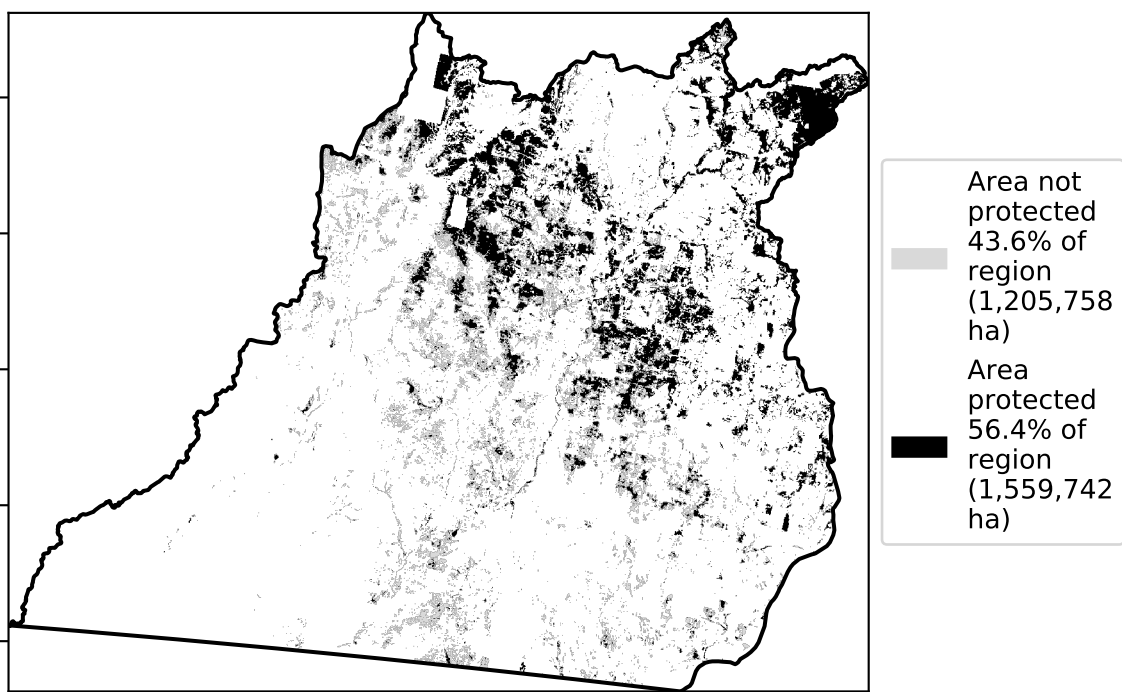 Area not
protected
43.6% of
region
(1,205,758
ha)
Area
protected
56.4% of
region
(1,559,742
ha)